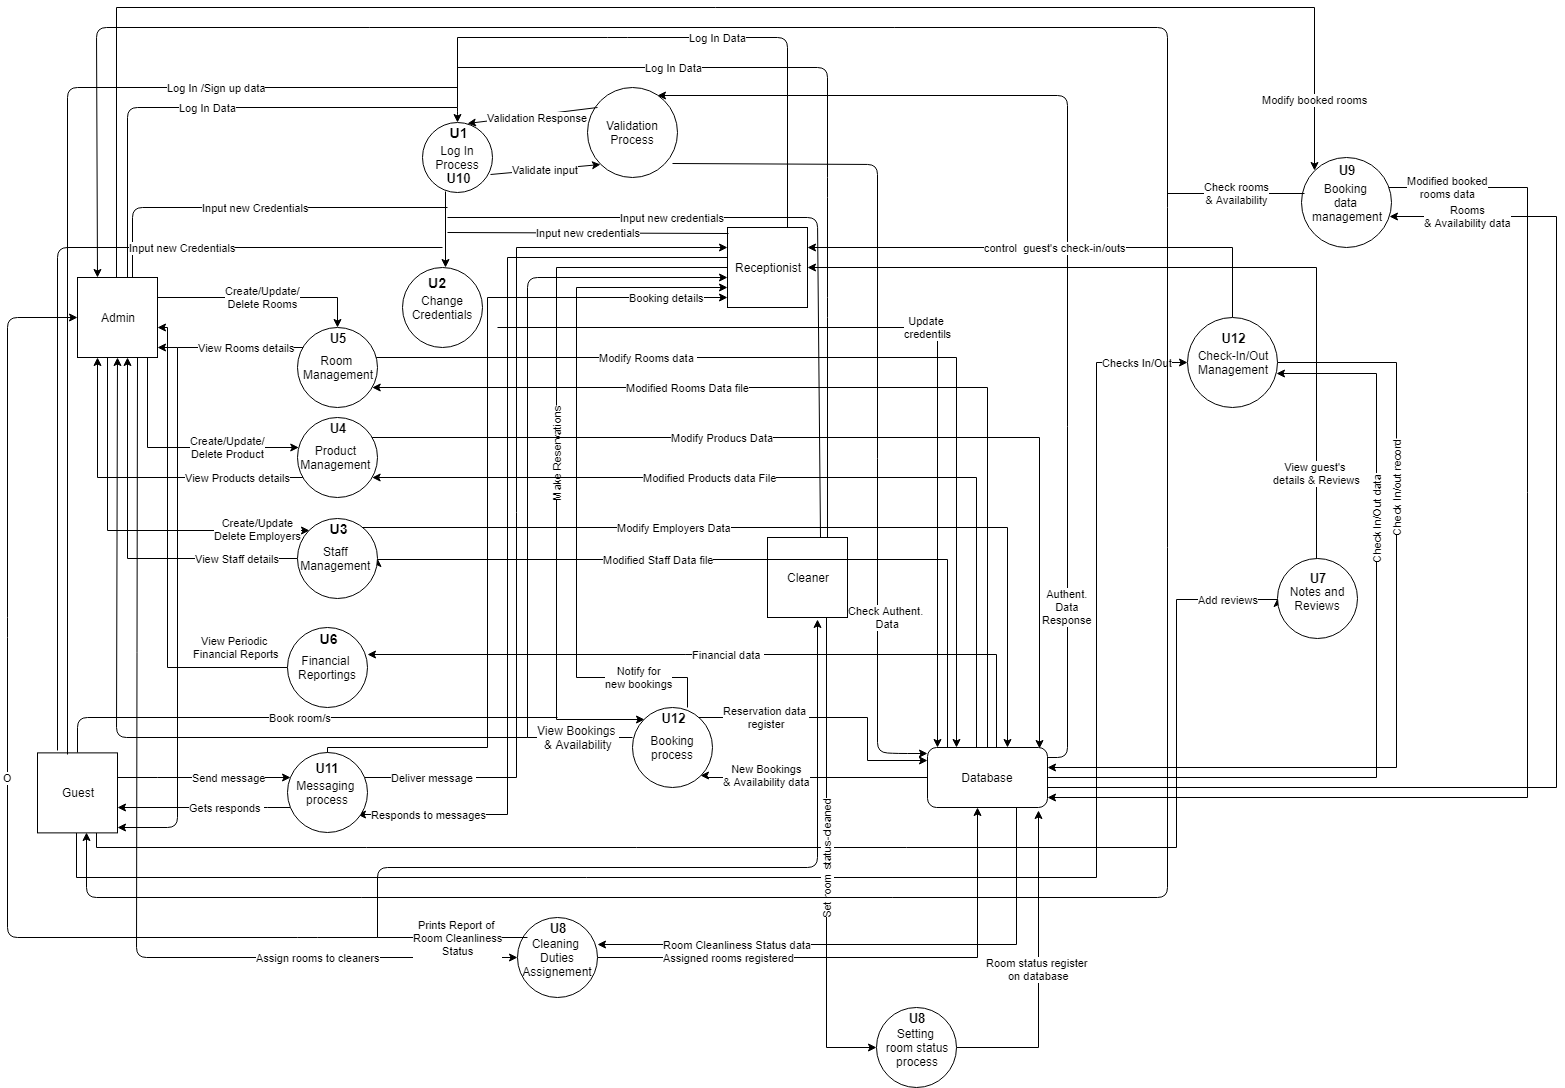 Log In Data
Log In Data
Log In /Sign up data
Log In Data
Modify booked rooms
Validation Response
Validate input
U1
Log In
Process
U10
Validation
Process
U9
Booking
data
management
Check rooms
& Availability
Modified booked
rooms data
Rooms
& Availability data
Input new Credentials
Input new credentials
Input new credentials
Input new Credentials
control guest's check-in/outs
Receptionist
U2
Change
Credentials
Create/Update/
Delete Rooms
Booking details
Admin
Update
credentils
U5
Room
Management
View Rooms details
Modify Rooms data
Modified Rooms Data file
Checks In/Out
U12
Check-In/Out
Management
Make Reservations
U4
Product
Management
Create/Update/
Delete Product
View Products details
Modify Producs Data
Modified Products data File
View guest's
details & Reviews
Check In/Out data
Check In/out record
Create/Update
Delete Employers
View Staff details
U3
Staff
Management
Modify Employers Data
Modified Staff Data file
Cleaner
Check Authent.
Data
Authent.
Data
Response
Add reviews
U7
Notes and
Reviews
View Periodic
Financial Reports
U6
Financial
Reportings
Financial data
Notify for
new bookings
Book room/s
View Bookings
& Availability
U12
Booking
process
Reservation data
register
New Bookings
& Availability data
Database
O
Guest
Send message
Gets responds
U11
Messaging
process
Deliver message
Responds to messages
Set room status-cleaned
Prints Report of
Room Cleanliness
Status
Assign rooms to cleaners
U8
Cleaning
Duties
Assignement
Room Cleanliness Status data
Assigned rooms registered
Room status register
on database
U8
Setting
room status
process